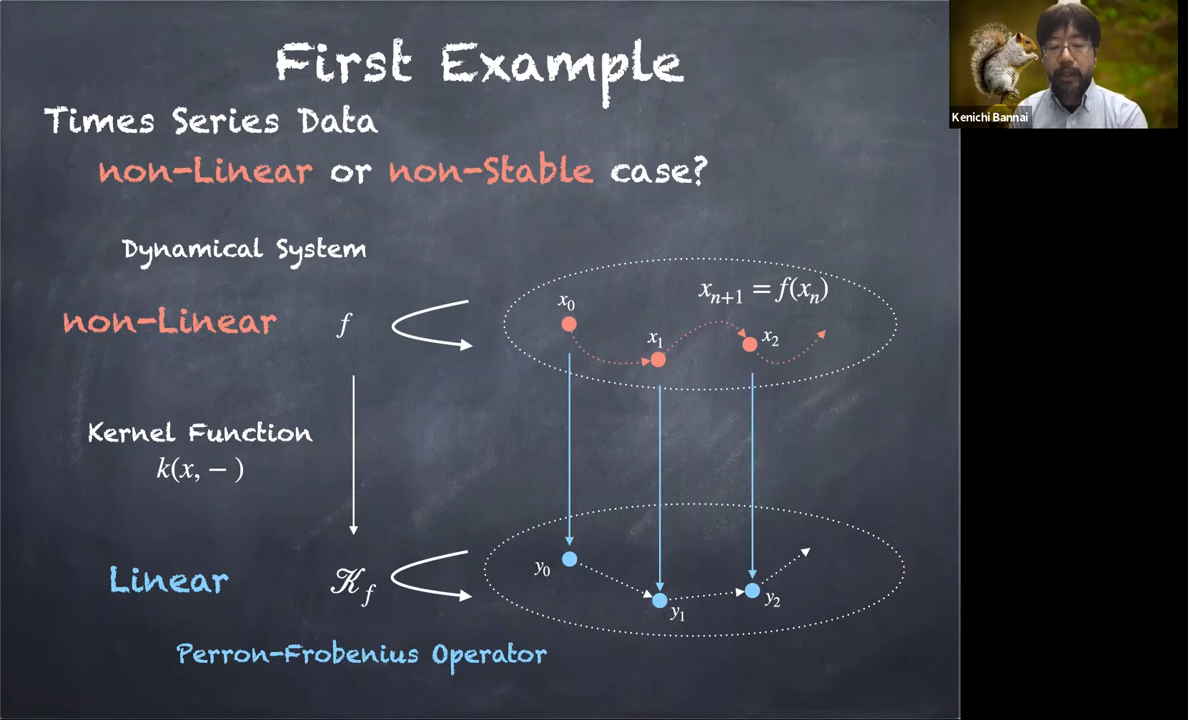 First Example
Times Series Data
non-Linear or non-Stable case?
Dynamical System
non-Linear
f
x₀
x₁
x₂
xₙ₊₁ = f(xₙ)
Kernel Function
k(x, − )
Linear
𝒦_f
y₀
y₁
y₂
Perron-Frobenius Operator
Kenichi Bannai